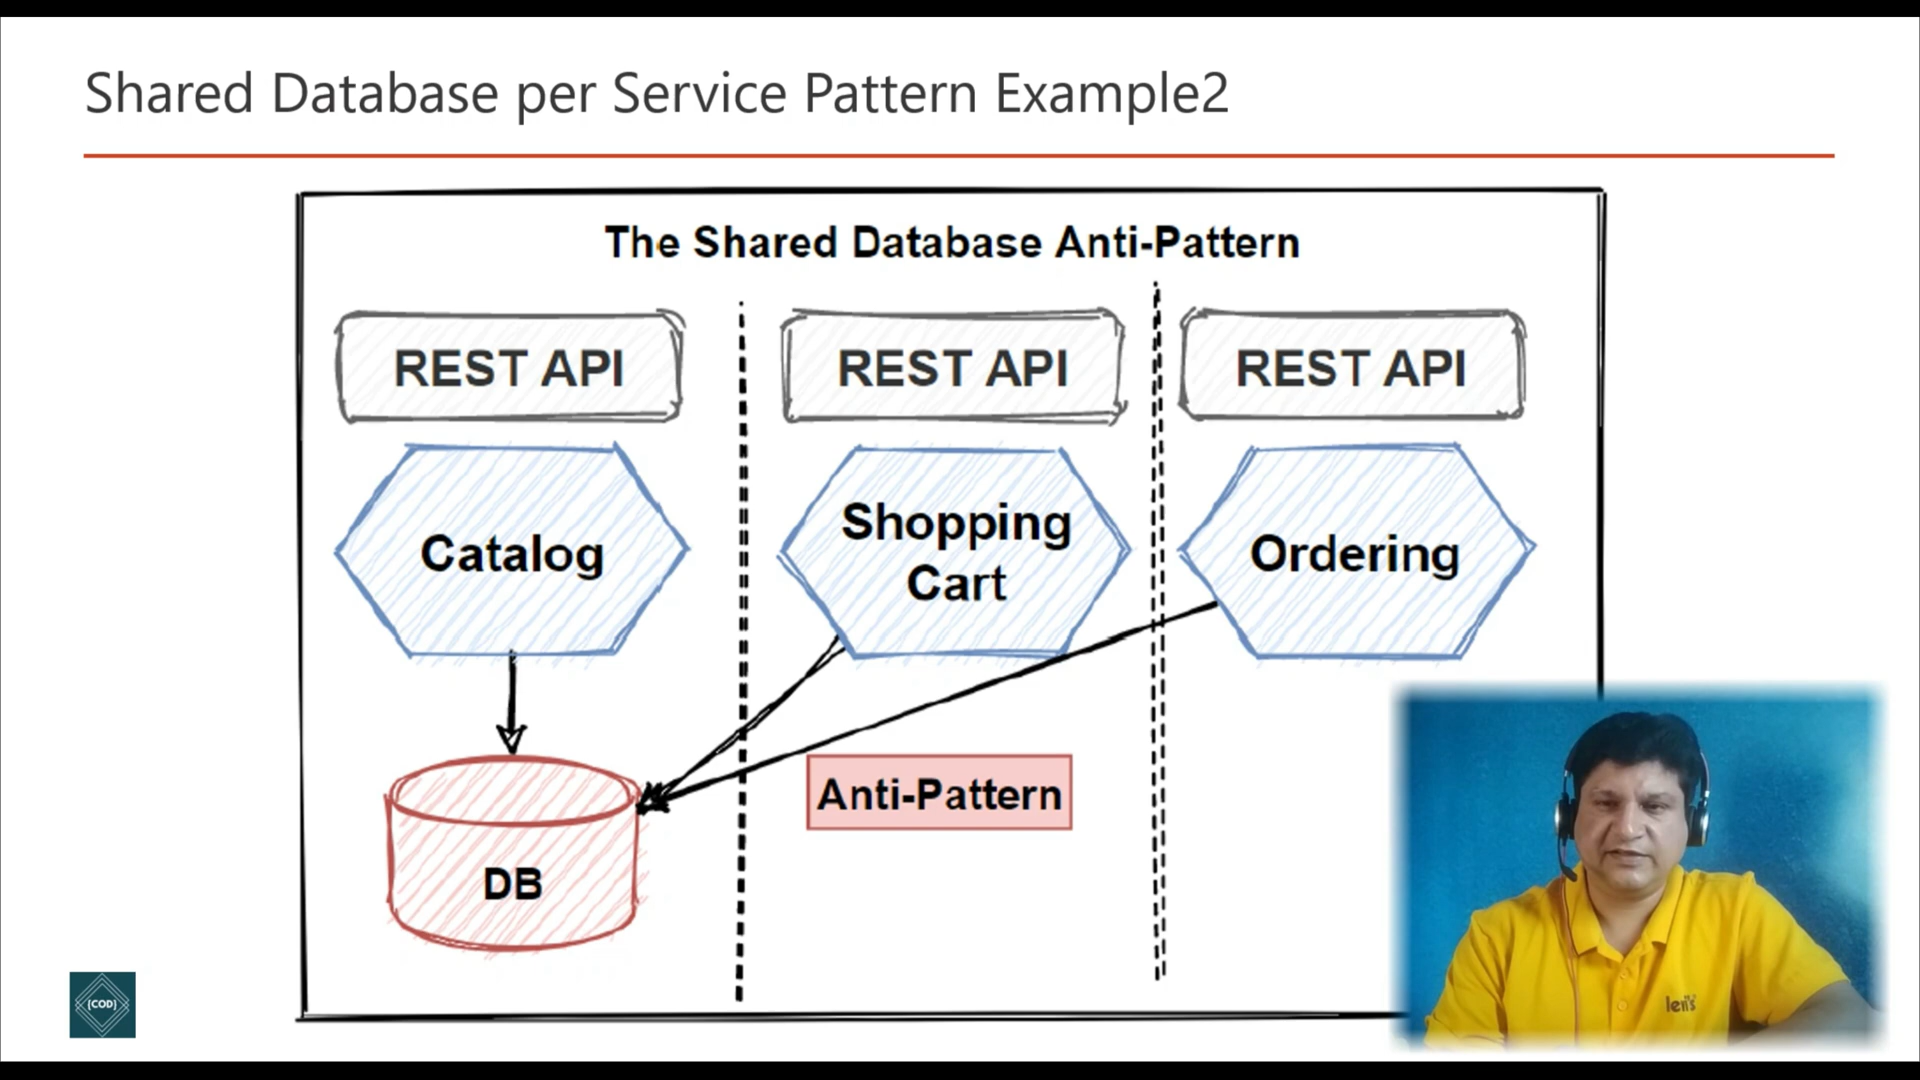 Shared Database per Service Pattern Example2
The Shared Database Anti-Pattern
REST API
REST API
REST API
Catalog
Shopping
Cart
Ordering
Anti-Pattern
DB
{COD}